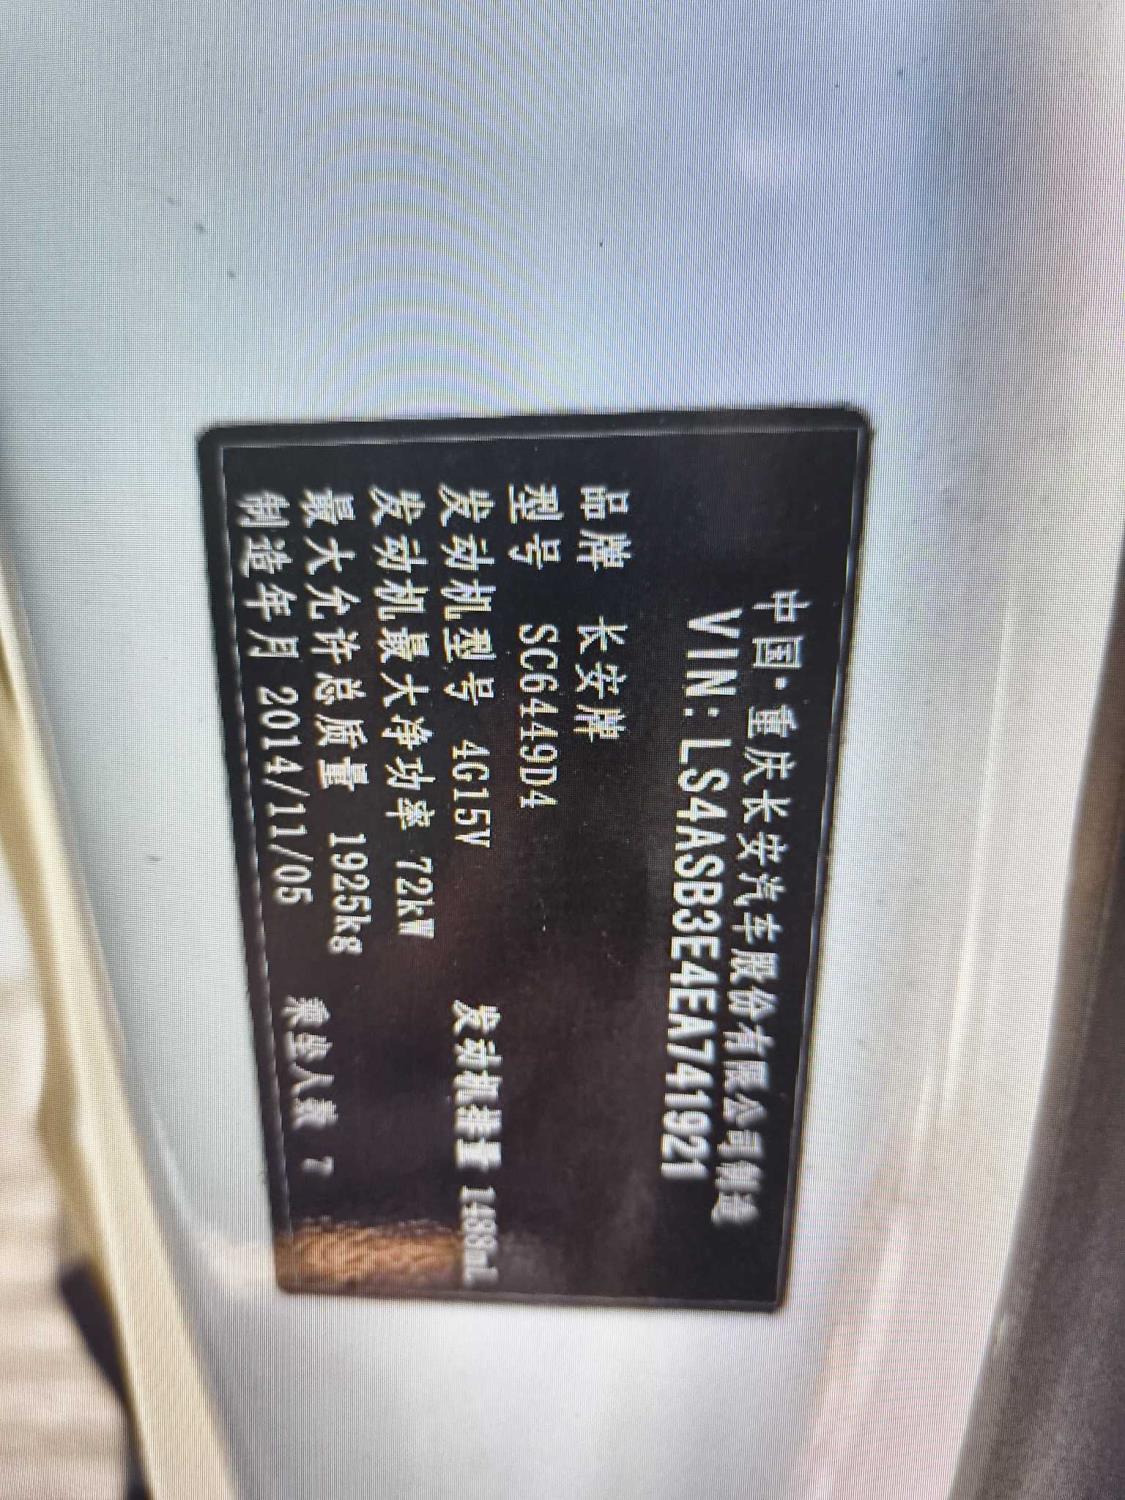 中国·重庆长安汽车股份有限公司制造
VIN: LS4ASB3E4EA741921
品牌 长安牌
型号 SC6449D4
发动机型号 4G15V 发动机排量 1488mL
发动机最大净功率 72kW
最大允许总质量 1925kg
制造年月 2014/11/05 乘坐人数 7